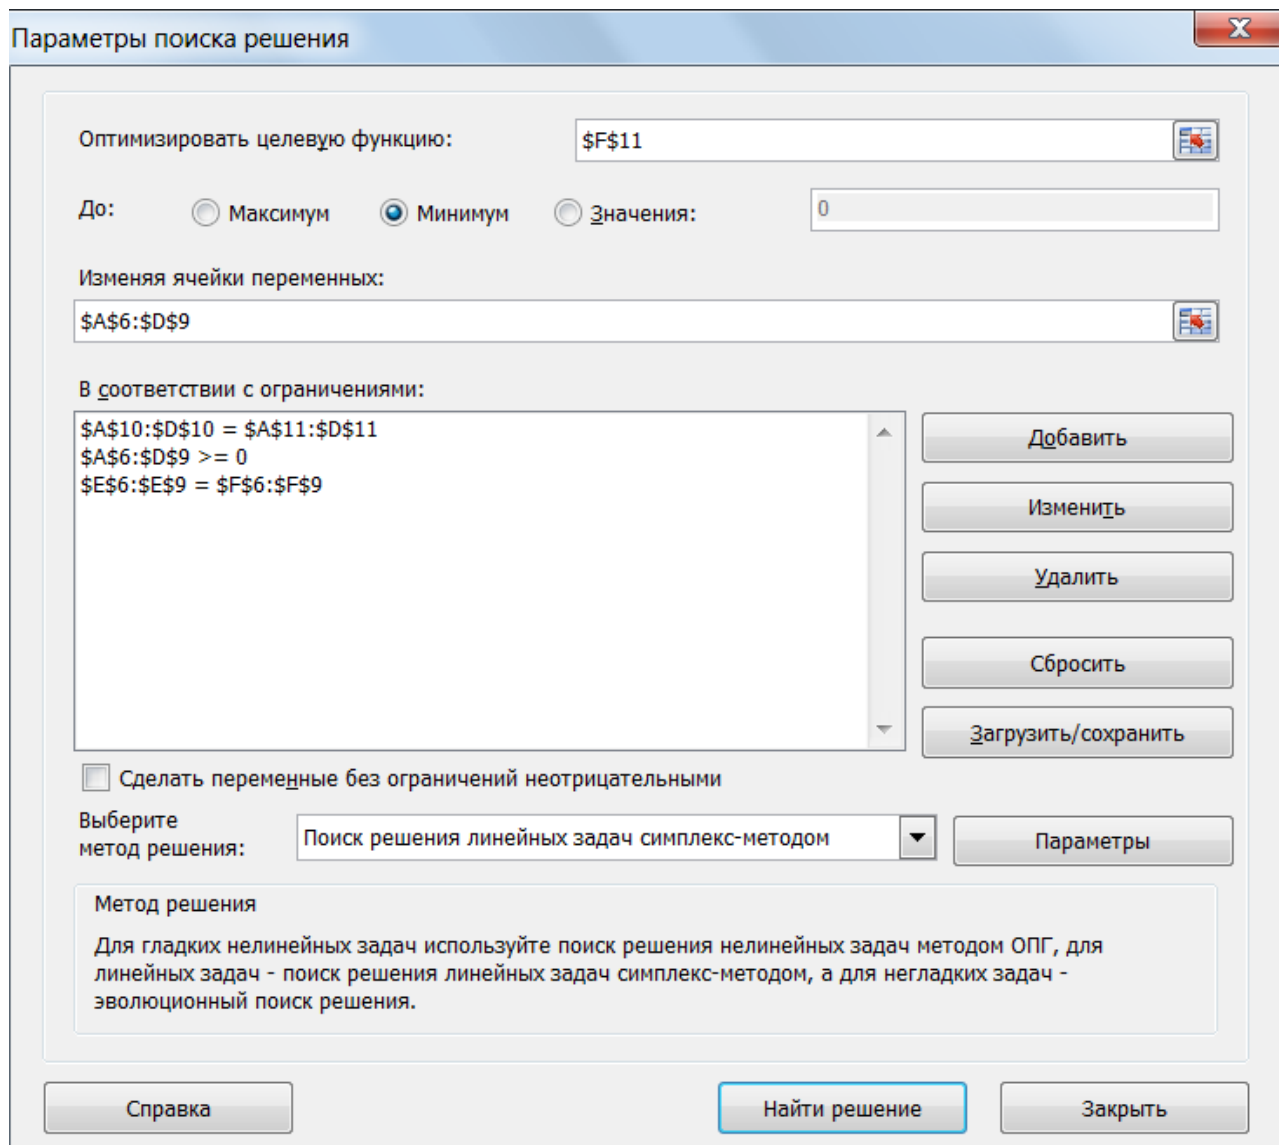 Параметры поиска решения
Оптимизировать целевую функцию: $F$11
До: Максимум Минимум Значения: 0
Изменяя ячейки переменных:
$A$6:$D$9
В соответствии с ограничениями:
$A$10:$D$10 = $A$11:$D$11
$A$6:$D$9 >= 0
$E$6:$E$9 = $F$6:$F$9
Добавить
Изменить
Удалить
Сбросить
Загрузить/сохранить
Сделать переменные без ограничений неотрицательными
Выберите
метод решения:
Поиск решения линейных задач симплекс-методом
Параметры
Метод решения
Для гладких нелинейных задач используйте поиск решения нелинейных задач методом ОПГ, для
линейных задач - поиск решения линейных задач симплекс-методом, а для негладких задач -
эволюционный поиск решения.
Справка Найти решение Закрыть